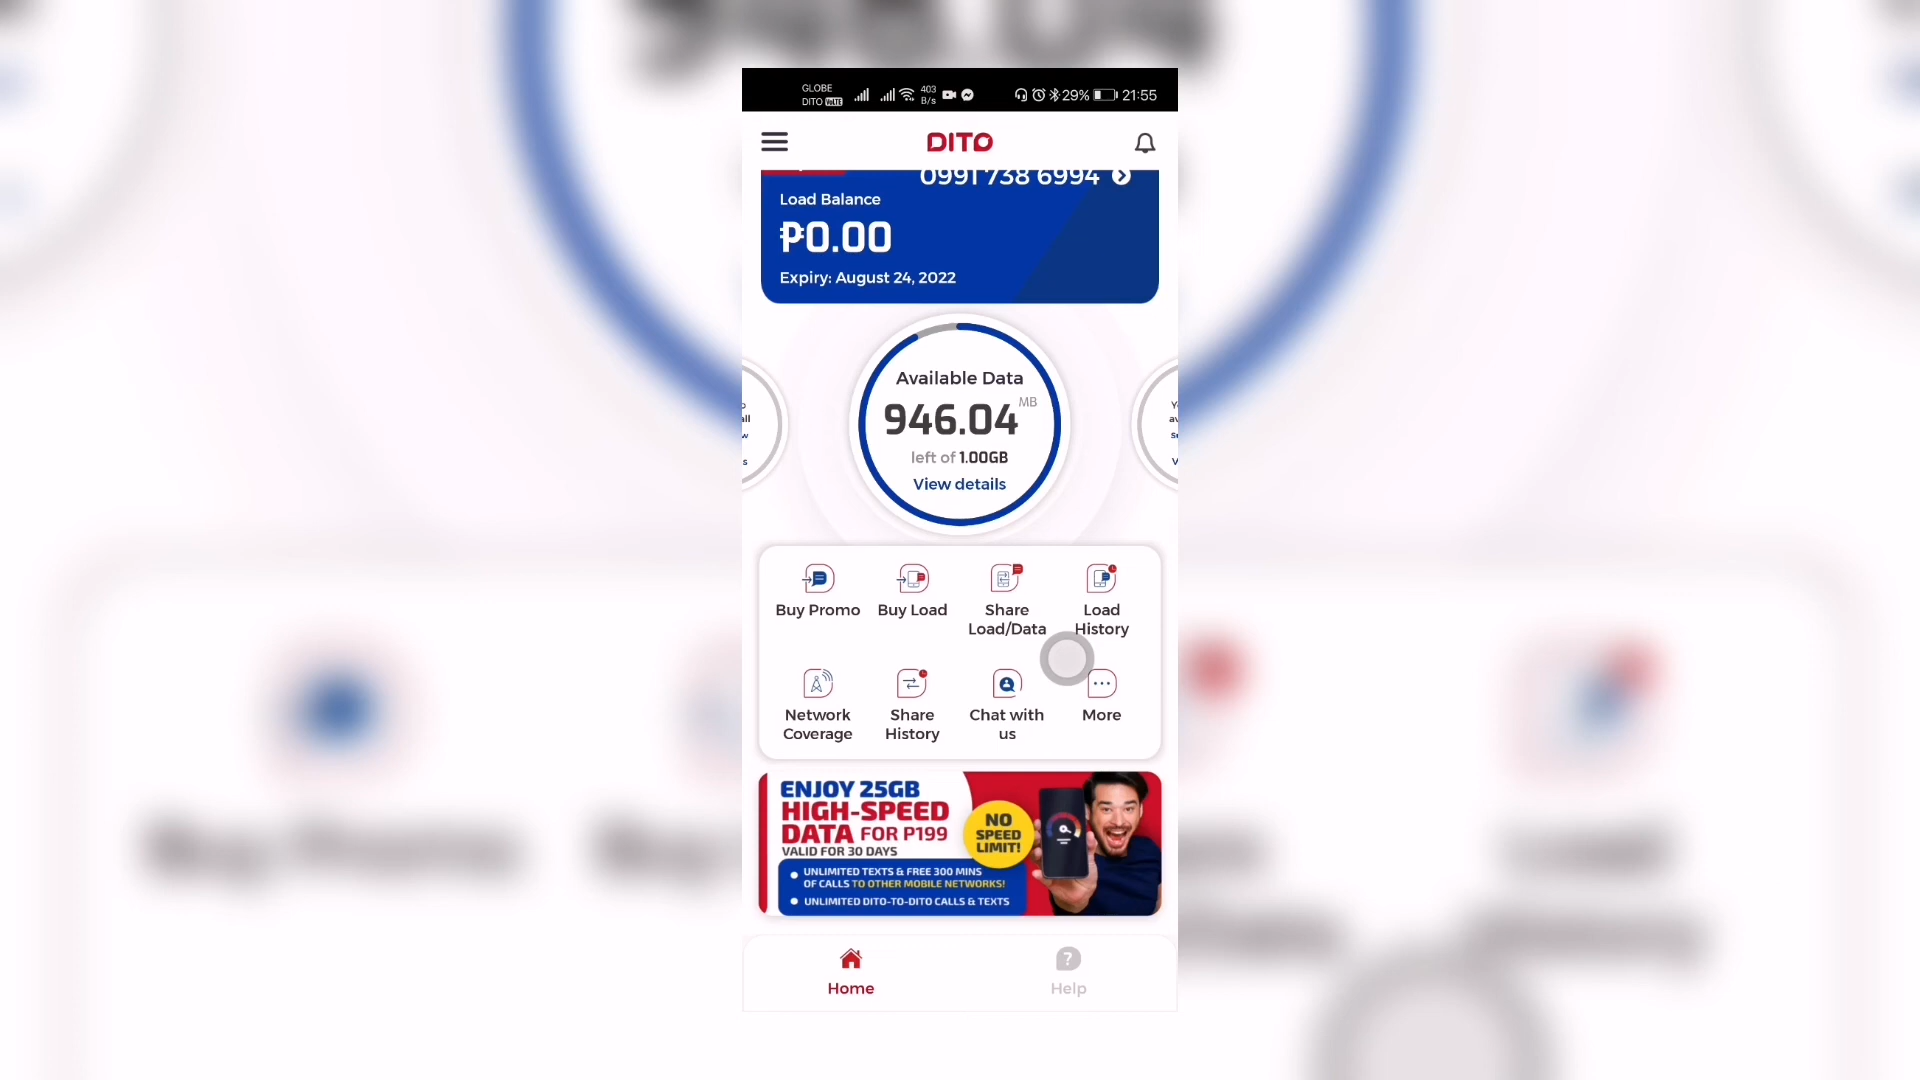 GLOBE
DITO VoLTE
403
B/s
29%
21:55
DITO
0991 738 6994
Load Balance
₱0.00
Expiry: August 24, 2022
Available Data
946.04 MB
left of 1.00GB
View details
Buy Promo
Buy Load
Share
Load/Data
Load
History
Network
Coverage
Share
History
Chat with
us
More
ENJOY 25GB
HIGH-SPEED
DATA FOR P199
VALID FOR 30 DAYS
NO
SPEED
LIMIT!
UNLIMITED TEXTS & FREE 300 MINS
OF CALLS TO OTHER MOBILE NETWORKS!
UNLIMITED DITO-TO-DITO CALLS & TEXTS
Home
Help